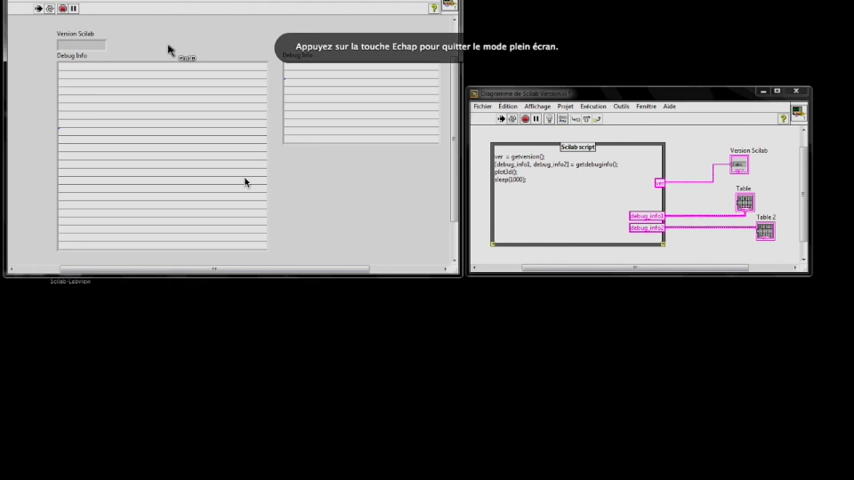 Appuyez sur la touche Echap pour quitter le mode plein écran.
Version Scilab
Debug Info
Debug Info
Scilab-Labview
Diagramme de Scilab Version.vi
Fichier Édition Affichage Projet Exécution Outils Fenêtre Aide
Scilab script
ver = getversion();
[debug_info1, debug_info2] = getdebuginfo();
plot3d();
sleep(1000);
ver
debug_info1
debug_info2
Version Scilab
Table
Table 2